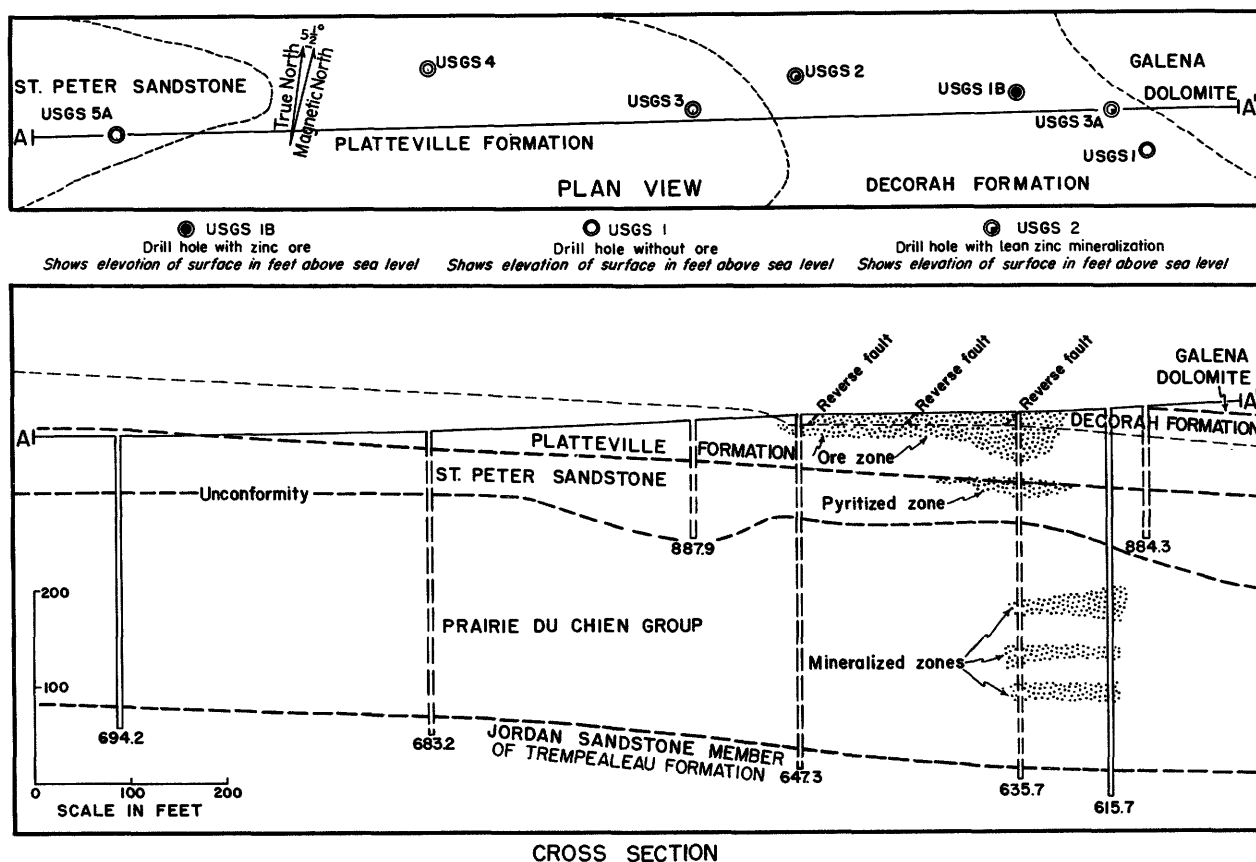 ST. PETER SANDSTONE
USGS 5A
A
True North
5½°
Magnetic North
USGS 4
PLATTEVILLE FORMATION
USGS 3
PLAN VIEW
USGS 2
USGS 1B
DECORAH FORMATION
GALENA
DOLOMITE
USGS 3A
A'
USGS 1
USGS 1B
Drill hole with zinc ore
Shows elevation of surface in feet above sea level
USGS 1
Drill hole without ore
Shows elevation of surface in feet above sea level
USGS 2
Drill hole with lean zinc mineralization
Shows elevation of surface in feet above sea level
Reverse fault
Reverse fault
Reverse fault
GALENA
DOLOMITE
A'
A
PLATTEVILLE
FORMATION
Ore zone
DECORAH FORMATION
ST. PETER SANDSTONE
Unconformity
Pyritized zone
887.9
884.3
200
PRAIRIE DU CHIEN GROUP
Mineralized zones
100
694.2
683.2
JORDAN SANDSTONE MEMBER
OF TREMPEALEAU FORMATION
647.3
635.7
615.7
0
100
200
SCALE IN FEET
CROSS SECTION